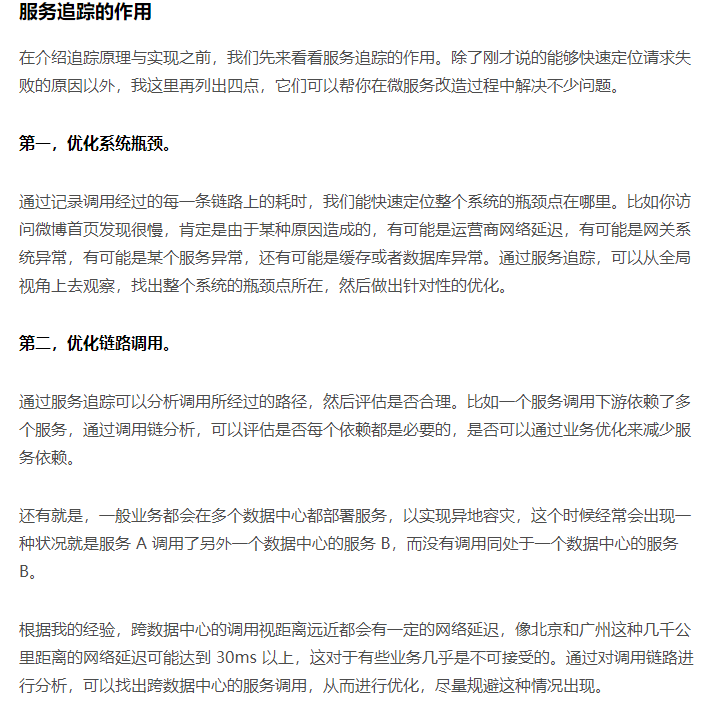 服务追踪的作用
在介绍追踪原理与实现之前，我们先来看看服务追踪的作用。除了刚才说的能够快速定位请求失
败的原因以外，我这里再列出四点，它们可以帮你在微服务改造过程中解决不少问题。
第一，优化系统瓶颈。
通过记录调用经过的每一条链路上的耗时，我们能快速定位整个系统的瓶颈点在哪里。比如你访
问微博首页发现很慢，肯定是由于某种原因造成的，有可能是运营商网络延迟，有可能是网关系
统异常，有可能是某个服务异常，还有可能是缓存或者数据库异常。通过服务追踪，可以从全局
视角上去观察，找出整个系统的瓶颈点所在，然后做出针对性的优化。
第二，优化链路调用。
通过服务追踪可以分析调用所经过的路径，然后评估是否合理。比如一个服务调用下游依赖了多
个服务，通过调用链分析，可以评估是否每个依赖都是必要的，是否可以通过业务优化来减少服
务依赖。
还有就是，一般业务都会在多个数据中心都部署服务，以实现异地容灾，这个时候经常会出现一
种状况就是服务 A 调用了另外一个数据中心的服务 B，而没有调用同处于一个数据中心的服务
B。
根据我的经验，跨数据中心的调用视距离远近都会有一定的网络延迟，像北京和广州这种几千公
里距离的网络延迟可能达到 30ms 以上，这对于有些业务几乎是不可接受的。通过对调用链路进
行分析，可以找出跨数据中心的服务调用，从而进行优化，尽量规避这种情况出现。